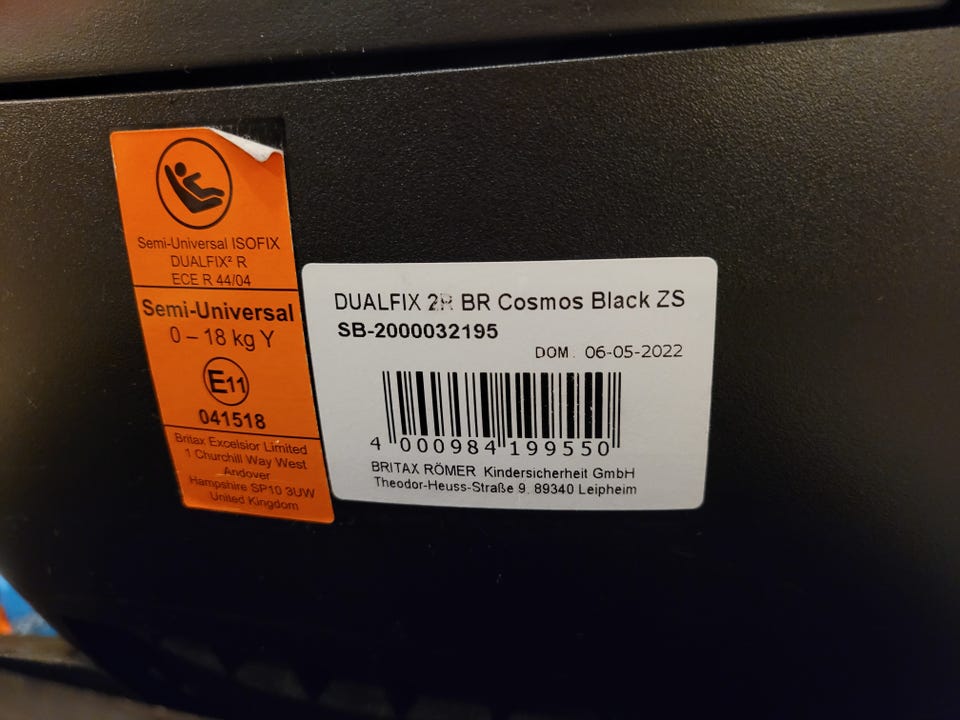 Semi-Universal ISOFIX
DUALFIX² R
ECE R 44/04
Semi-Universal
0 – 18 kg Y
E11
041518
Britax Excelsior Limited
1 Churchill Way West
Andover
Hampshire SP10 3UW
United Kingdom
DUALFIX 2R BR Cosmos Black ZS
SB-2000032195
DOM. 06-05-2022
4 000984 199550
BRITAX RÖMER Kindersicherheit GmbH
Theodor-Heuss-Straße 9, 89340 Leipheim